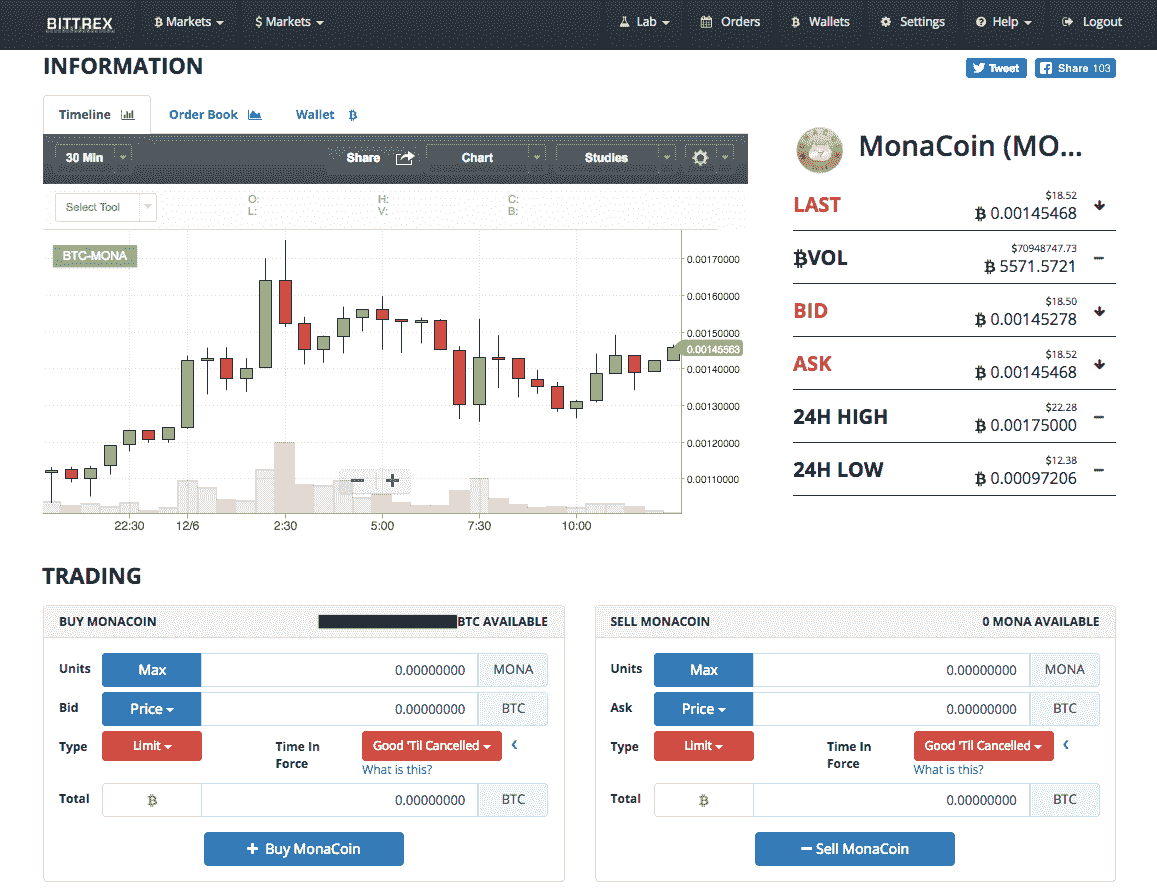 BITTREX
Ƀ Markets
$ Markets
Lab
Orders
Ƀ Wallets
Settings
Help
Logout
INFORMATION
Tweet
Share 103
Timeline
Order Book
Wallet Ƀ
30 Min
Share
Chart
Studies
Select Tool
O:
H:
C:
L:
V:
B:
BTC-MONA
0.00170000
0.00160000
0.00150000
0.00145563
0.00140000
0.00130000
0.00120000
0.00110000
− +
22:30
12/6
2:30
5:00
7:30
10:00
MonaCoin (MO...
$18.52
LAST Ƀ 0.00145468
$70948747.73
ɃVOL Ƀ 5571.5721
$18.50
BID Ƀ 0.00145278
$18.52
ASK Ƀ 0.00145468
$22.28
24H HIGH Ƀ 0.00175000
$12.38
24H LOW Ƀ 0.00097206
TRADING
BUY MONACOIN
BTC AVAILABLE
Units Max 0.00000000 MONA
Bid Price 0.00000000 BTC
Type Limit
Time In
Force
Good 'Til Cancelled
What is this?
Total Ƀ 0.00000000 BTC
+ Buy MonaCoin
SELL MONACOIN
0 MONA AVAILABLE
Units Max 0.00000000 MONA
Ask Price 0.00000000 BTC
Type Limit
Time In
Force
Good 'Til Cancelled
What is this?
Total Ƀ 0.00000000 BTC
− Sell MonaCoin